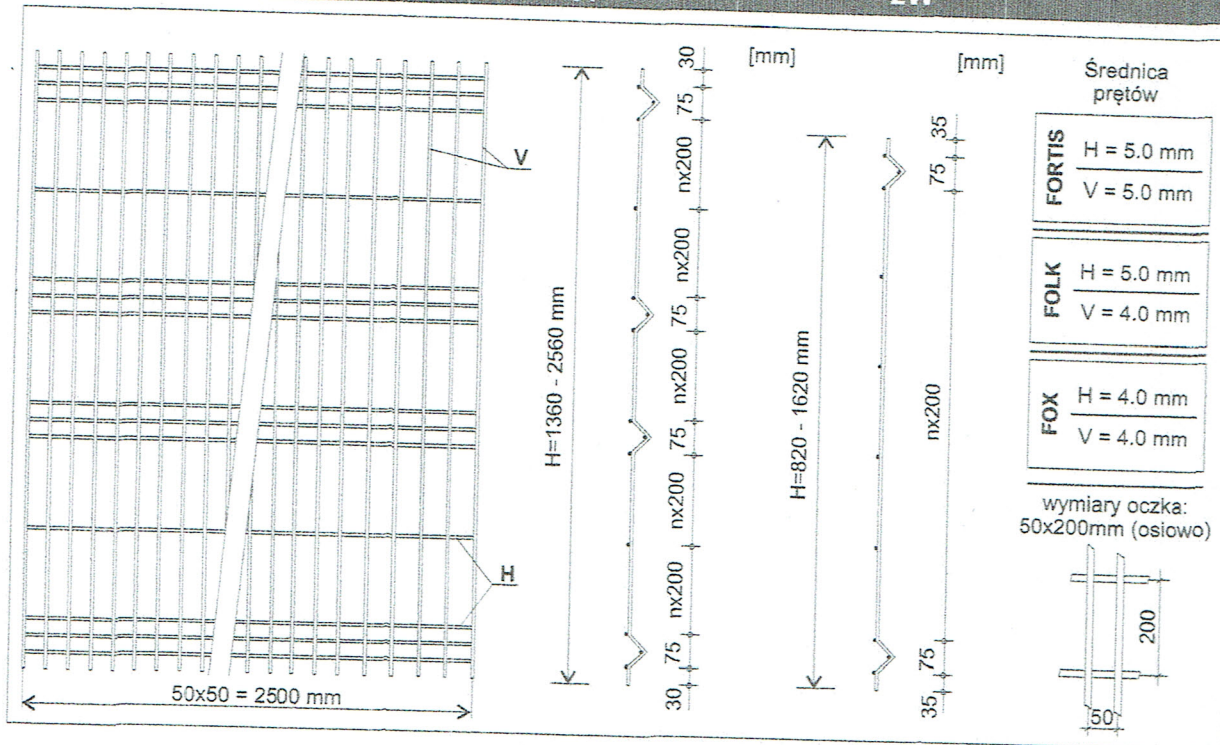 2W
V
H
50x50 = 2500 mm
H=1360 - 2560 mm
30
75
nx200
nx200
75
nx200
75
nx200
nx200
75
30
[mm]
H=820 - 1620 mm
35
75
nx200
75
35
[mm]
Średnica
prętów
FORTIS
H = 5.0 mm
V = 5.0 mm
FOLK
H = 5.0 mm
V = 4.0 mm
FOX
H = 4.0 mm
V = 4.0 mm
wymiary oczka:
50x200mm (osiowo)
200
50